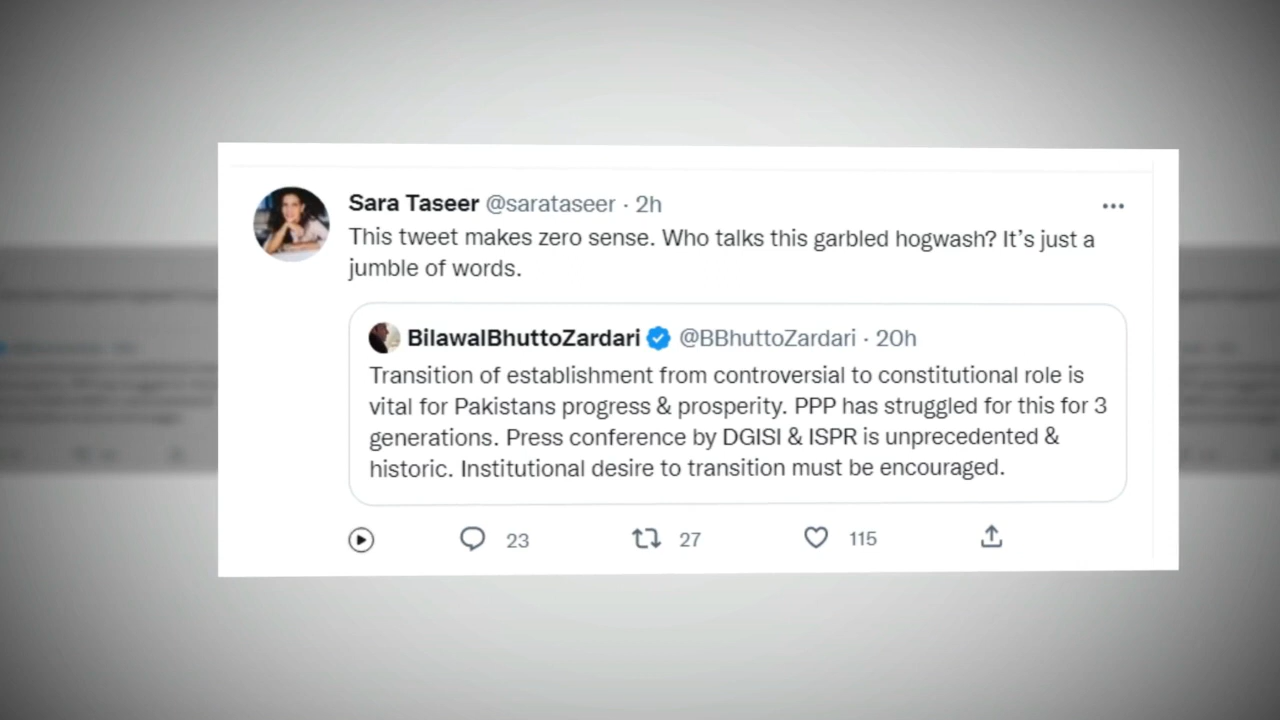 Sara Taseer @sarataseer · 2h
This tweet makes zero sense. Who talks this garbled hogwash? It’s just a
jumble of words.
BilawalBhuttoZardari @BBhuttoZardari · 20h
Transition of establishment from controversial to constitutional role is
vital for Pakistans progress & prosperity. PPP has struggled for this for 3
generations. Press conference by DGISI & ISPR is unprecedented &
historic. Institutional desire to transition must be encouraged.
23 27 115